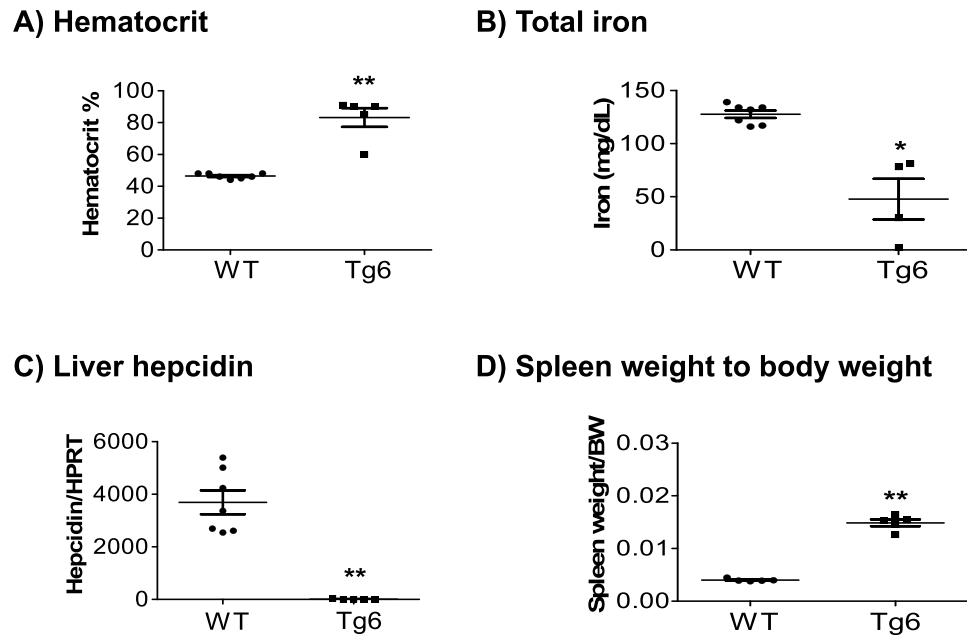 A) Hematocrit
Hematocrit %
100
80
60
40
20
0
**
WT
Tg6
B) Total iron
Iron (mg/dL)
150
100
50
0
*
WT
Tg6
C) Liver hepcidin
Hepcidin/HPRT
6000
4000
2000
0
**
WT
Tg6
D) Spleen weight to body weight
Spleen weight/BW
0.03
0.02
0.01
0.00
**
WT
Tg6